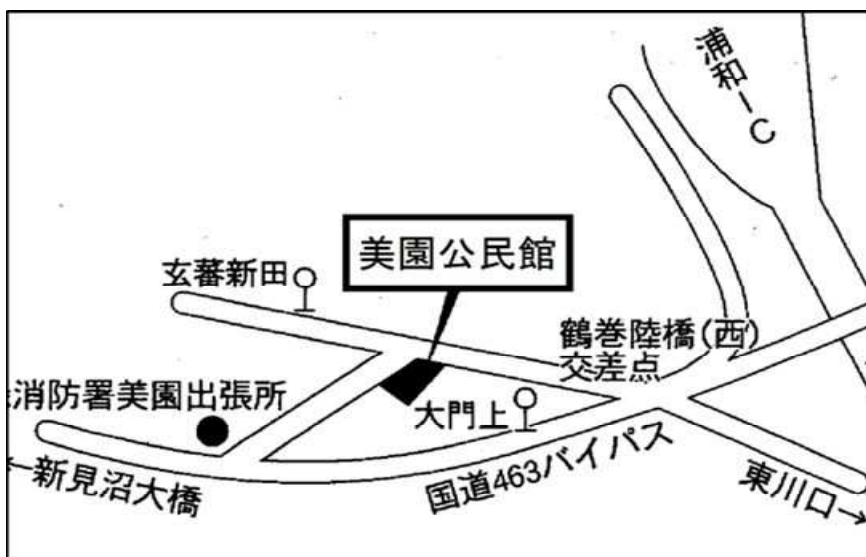 浦和IC
美園公民館
玄蕃新田
鶴巻陸橋(西)
交差点
消防署美園出張所
大門上
国道463バイパス
←新見沼大橋
東川口→